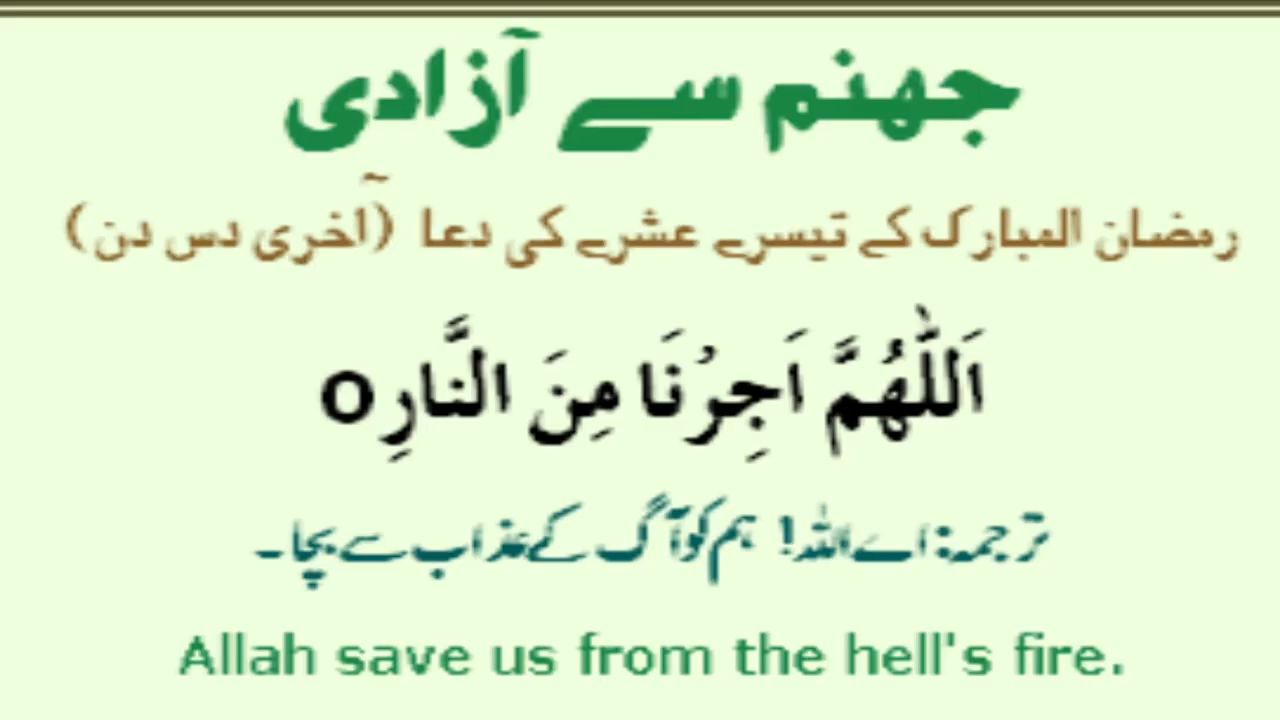 جهنم سے آزادی
رمضان المبارک کے تیسرے عشرے کی دعا (آخری دس دن)
اَللّٰهُمَّ اَجِرْنَا مِنَ النَّارِo
ترجمہ: اے اللہ! ہم کو آگ کے عذاب سے بچا۔
Allah save us from the hell's fire.